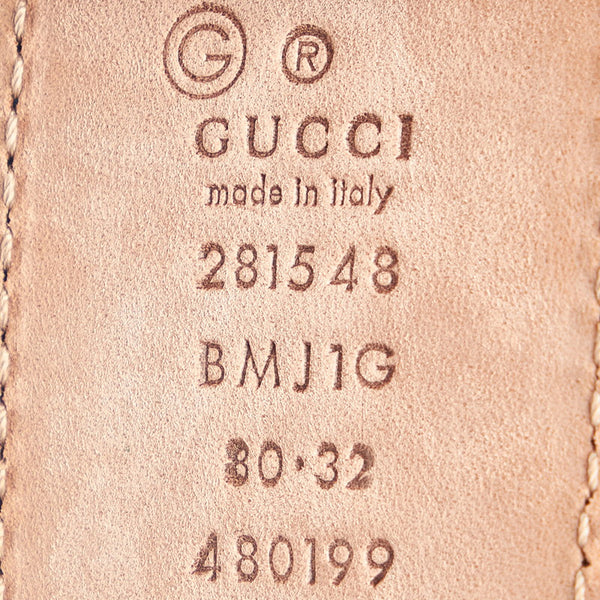 G ®
GUCCI
made in italy
281548
BMJ1G
80·32
480199